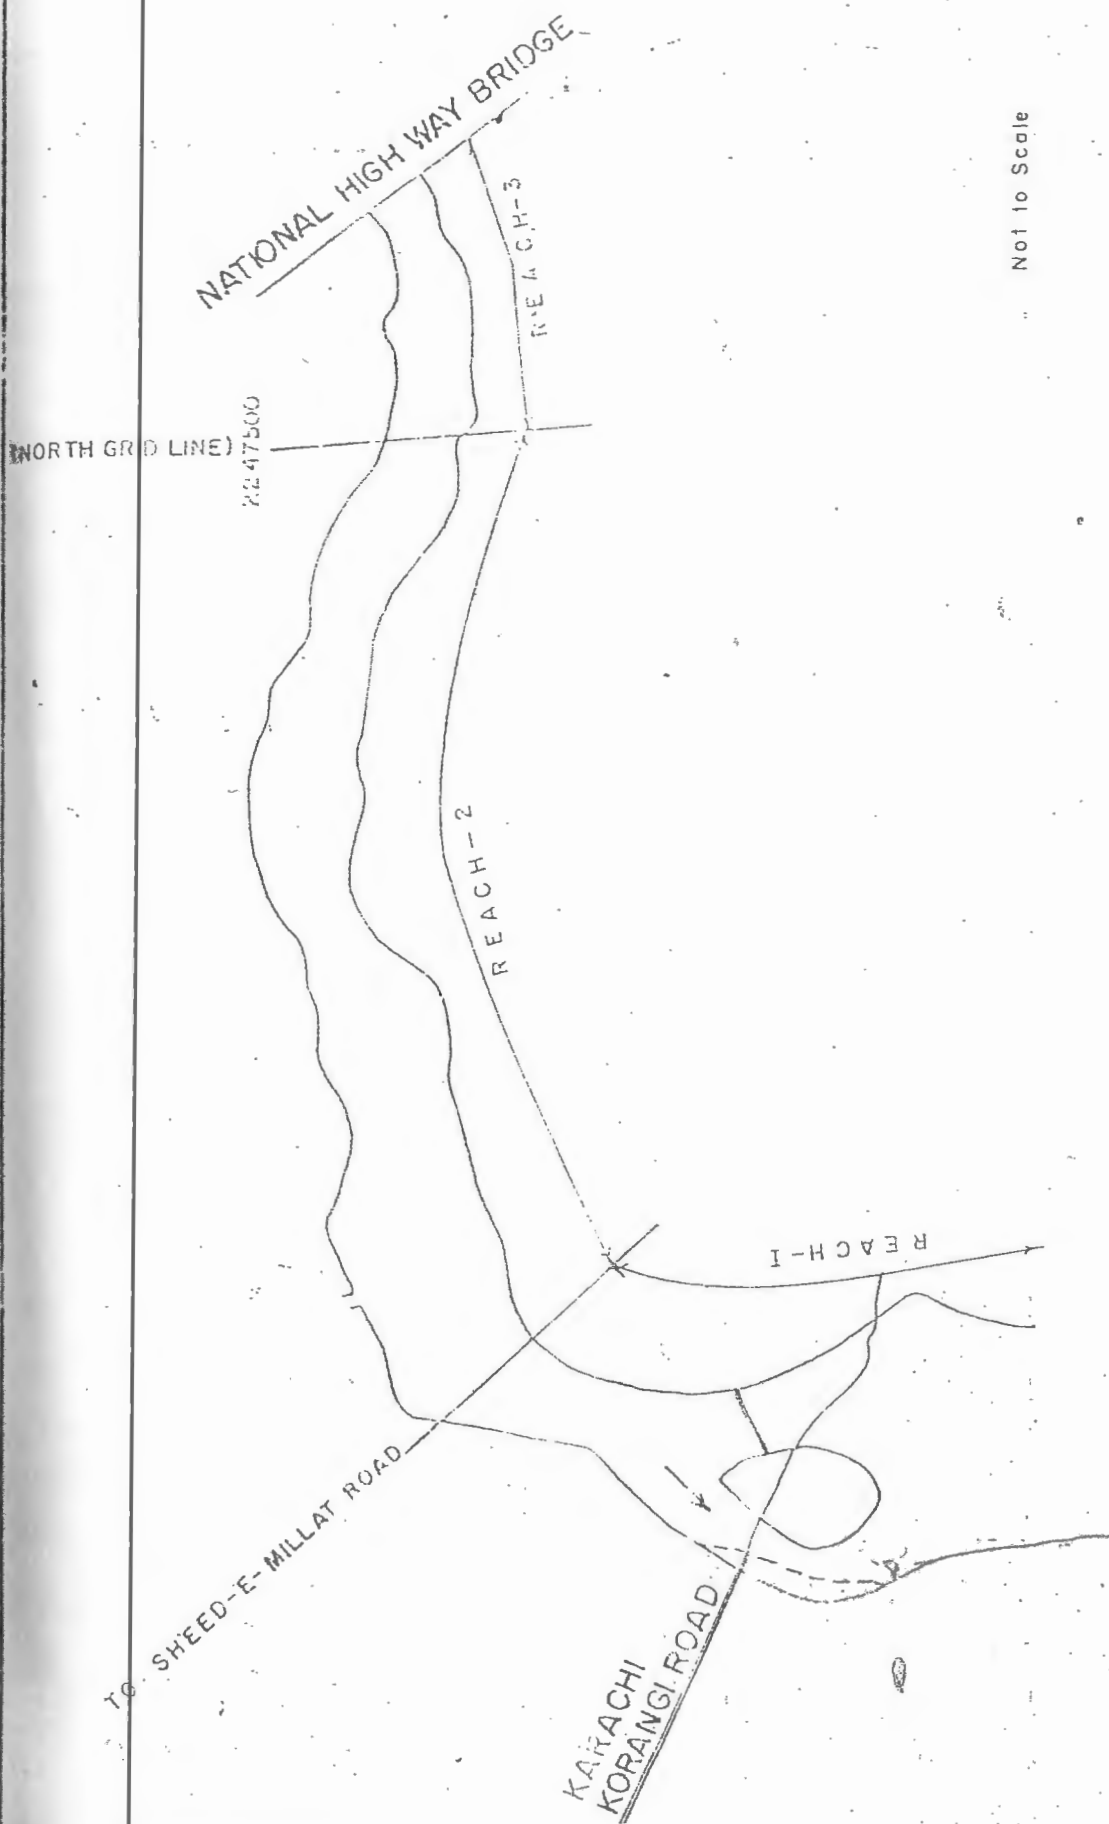 NATIONAL HIGH WAY BRIDGE
REACH-3
Not to Scale
(NORTH GRID LINE)
REACH-2
REACH-I
TO SHEED-E-MILLAT ROAD
KARACHI
KORANGI ROAD